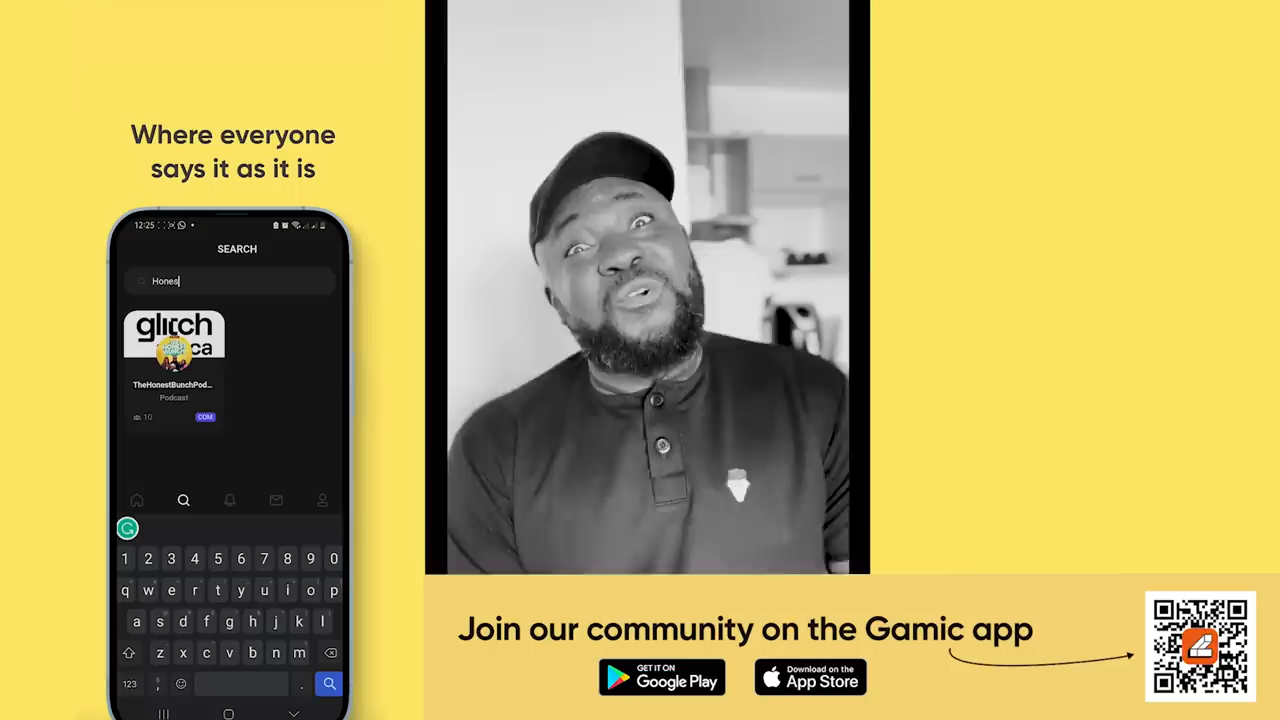 Where everyone
says it as it is
12:25
SEARCH
Hones
glitch
ca
TheHonestBunchPod...
Podcast
10
COM
1 2 3 4 5 6 7 8 9 0
q w e r t y u i o p
a s d f g h j k l
z x c v b n m
123 , .
Join our community on the Gamic app
GET IT ON
Google Play
Download on the
App Store